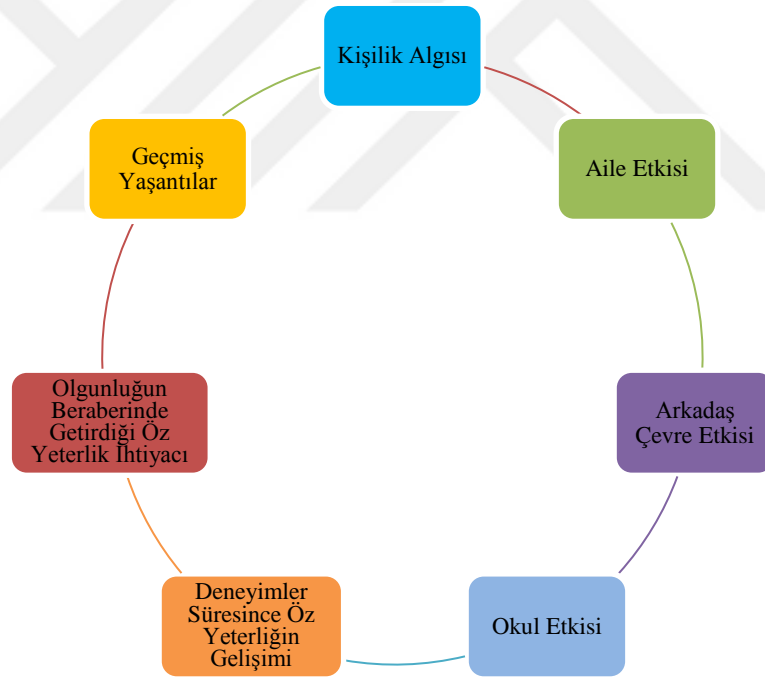 Kişilik Algısı
Aile Etkisi
Arkadaş
Çevre Etkisi
Okul Etkisi
Deneyimler
Süresince Öz
Yeterliğin
Gelişimi
Olgunluğun
Beraberinde
Getirdiği Öz
Yeterlik İhtiyacı
Geçmiş
Yaşantılar